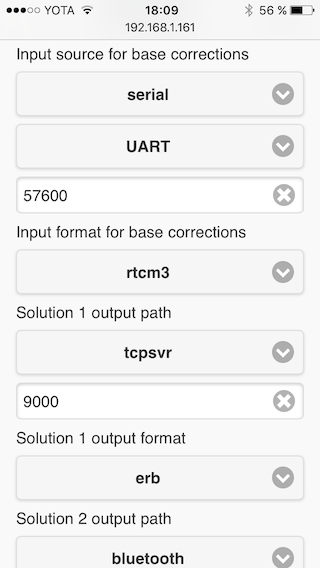 YOTA 18:09 56 %
192.168.1.161
Input source for base corrections
serial
UART
57600
Input format for base corrections
rtcm3
Solution 1 output path
tcpsvr
9000
Solution 1 output format
erb
Solution 2 output path
bluetooth